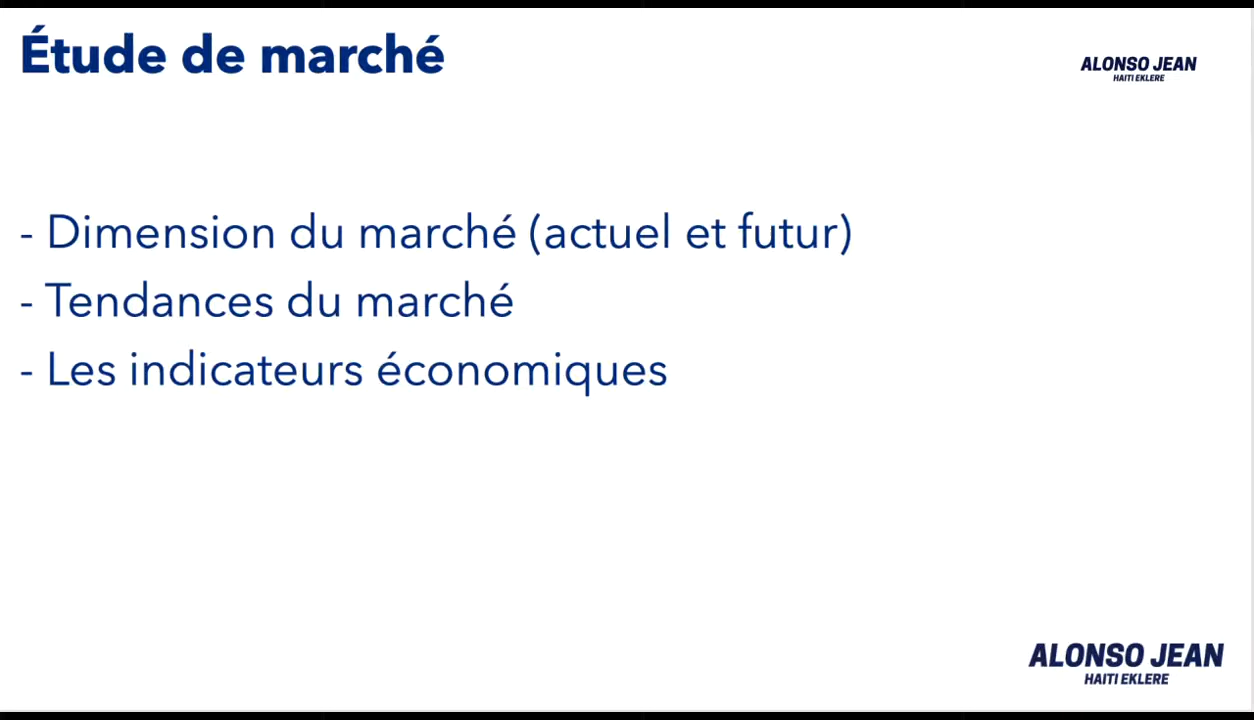 Étude de marché
ALONSO JEAN
HAITI EKLERE
- Dimension du marché (actuel et futur)
- Tendances du marché
- Les indicateurs économiques
ALONSO JEAN
HAITI EKLERE